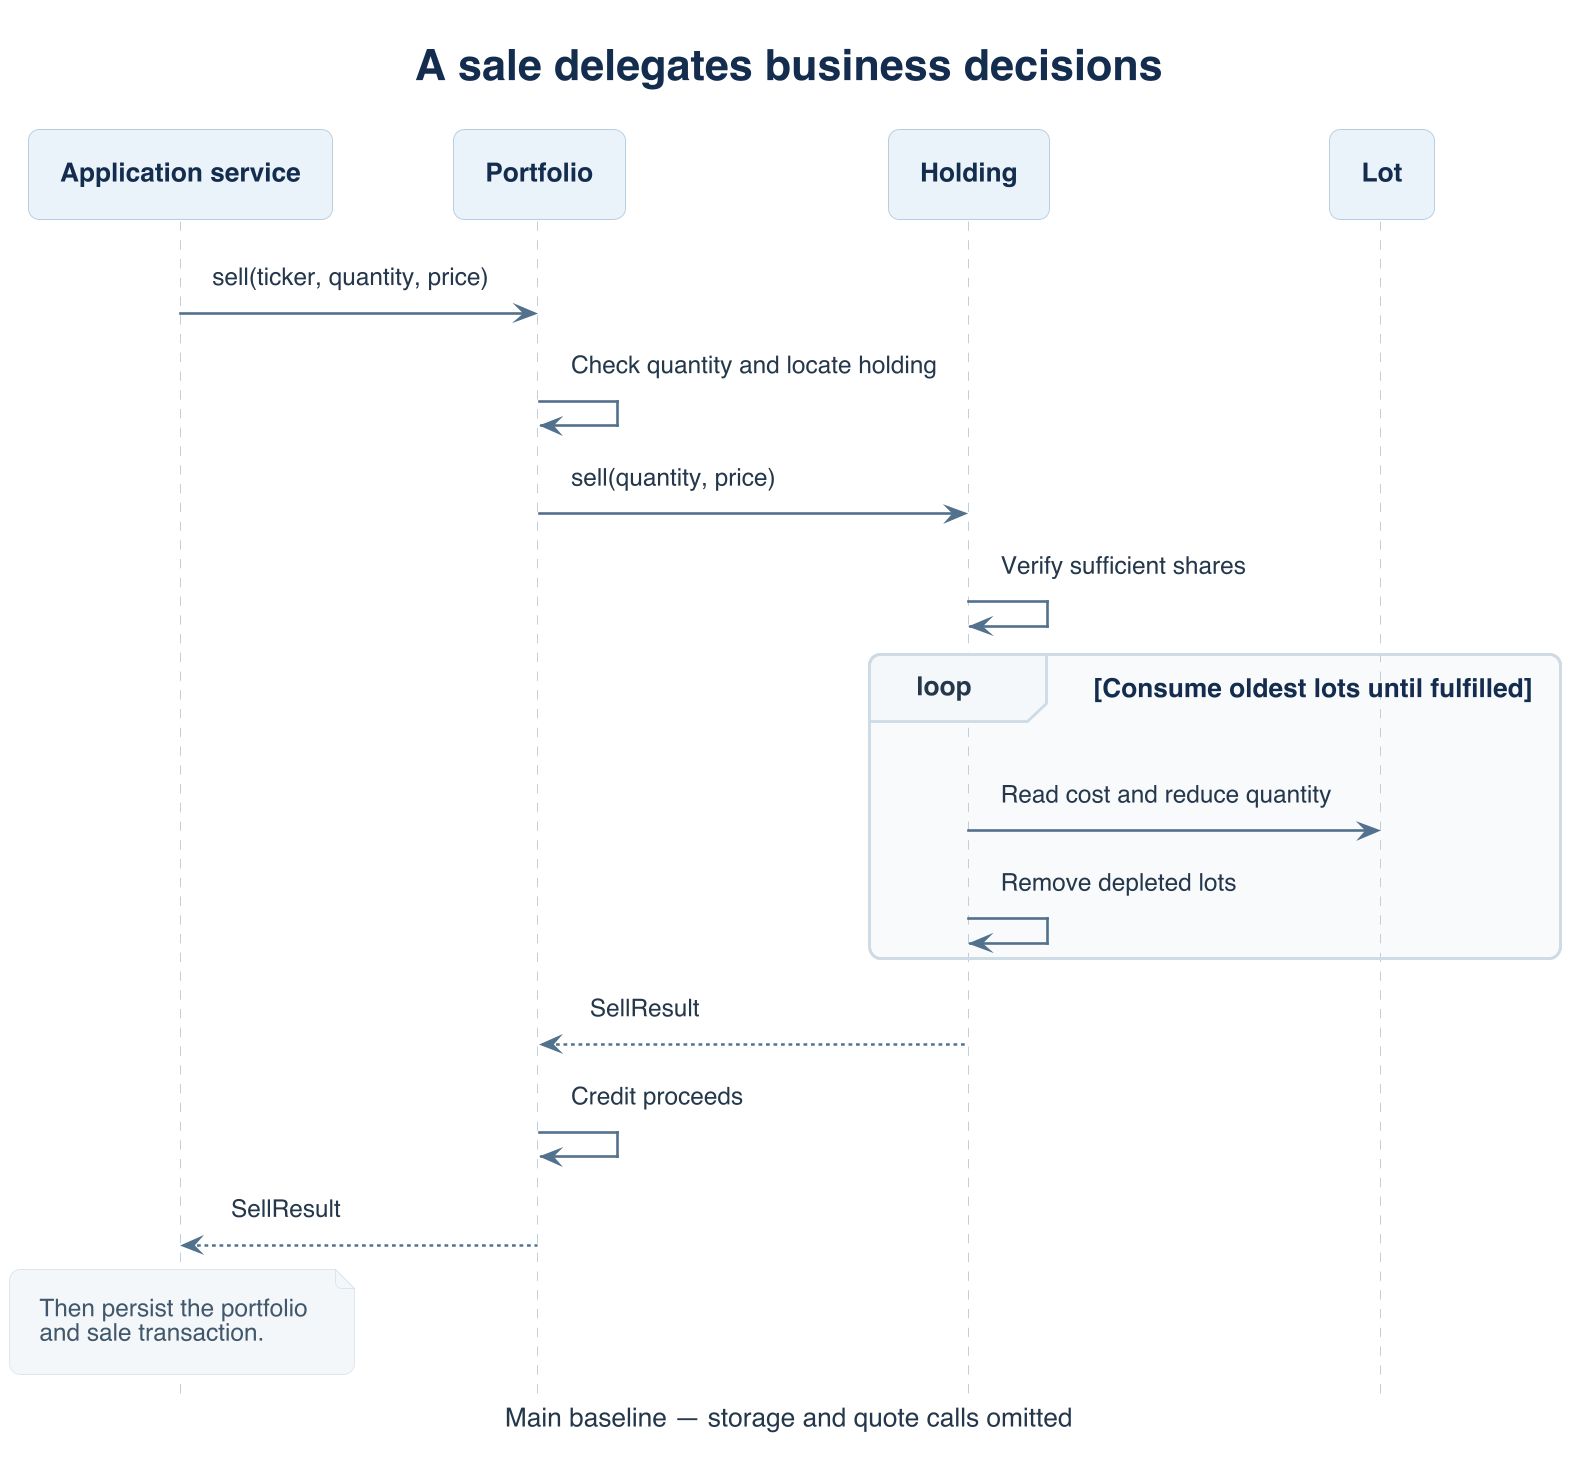 A sale delegates business decisions
Application service
Portfolio
Holding
Lot
sell(ticker, quantity, price)
Check quantity and locate holding
sell(quantity, price)
Verify sufficient shares
loop
[Consume oldest lots until fulfilled]
Read cost and reduce quantity
Remove depleted lots
SellResult
Credit proceeds
SellResult
Then persist the portfolio
and sale transaction.
Main baseline — storage and quote calls omitted